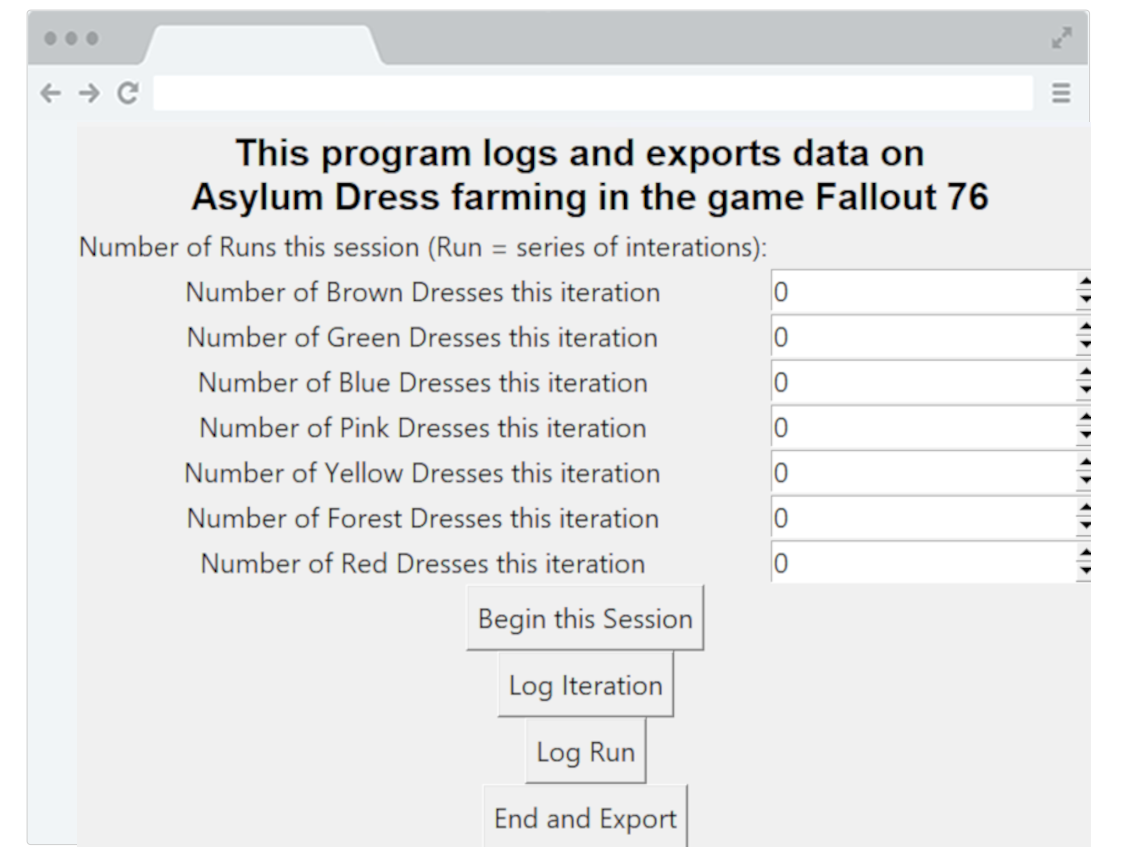 This program logs and exports data on
Asylum Dress farming in the game Fallout 76
Number of Runs this session (Run = series of interations):
Number of Brown Dresses this iteration 0
Number of Green Dresses this iteration 0
Number of Blue Dresses this iteration 0
Number of Pink Dresses this iteration 0
Number of Yellow Dresses this iteration 0
Number of Forest Dresses this iteration 0
Number of Red Dresses this iteration 0
Begin this Session
Log Iteration
Log Run
End and Export